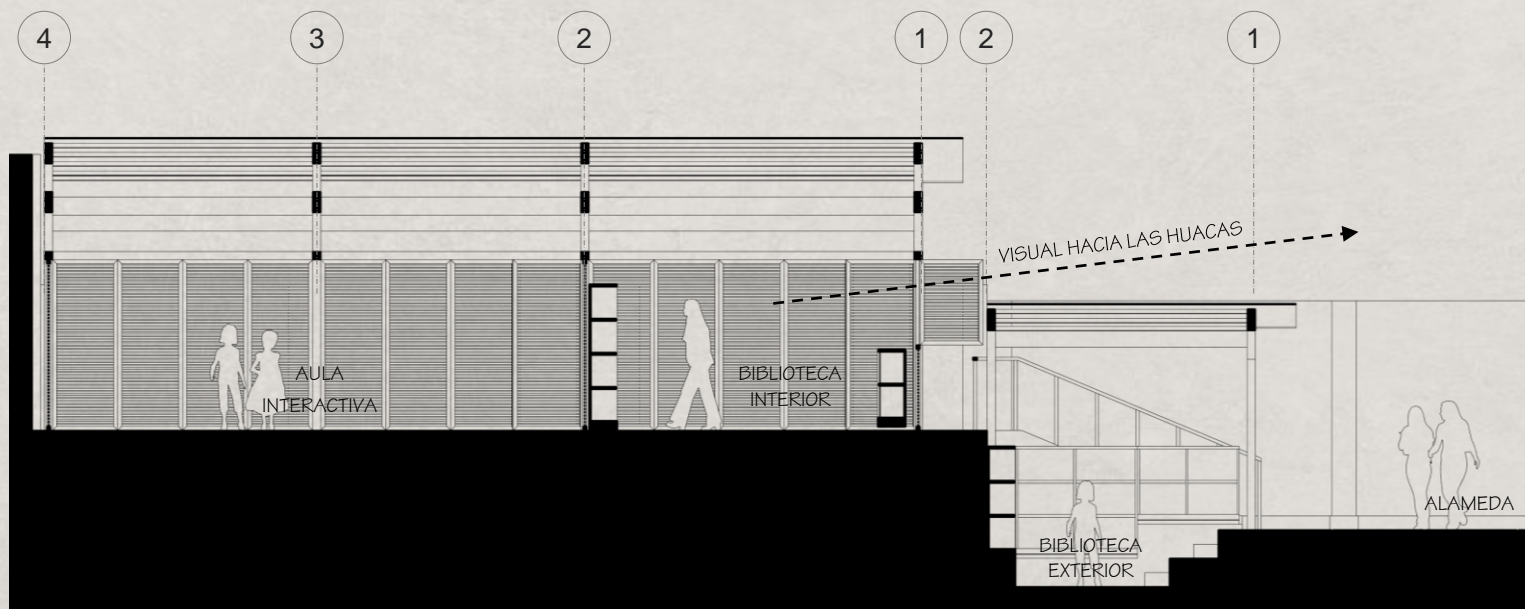 4
3
2
1
2
1
VISUAL HACIA LAS HUACAS
AULA
INTERACTIVA
BIBLIOTECA
INTERIOR
ALAMEDA
BIBLIOTECA
EXTERIOR